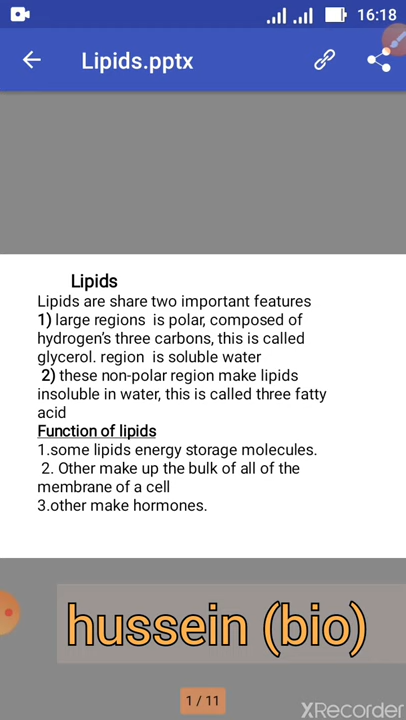 16:18
Lipids.pptx
Lipids
Lipids are share two important features
1) large regions is polar, composed of
hydrogen's three carbons, this is called
glycerol. region is soluble water
2) these non-polar region make lipids
insoluble in water, this is called three fatty
acid
Function of lipids
1.some lipids energy storage molecules.
2. Other make up the bulk of all of the
membrane of a cell
3.other make hormones.
hussein (bio)
1 / 11
XRecorder